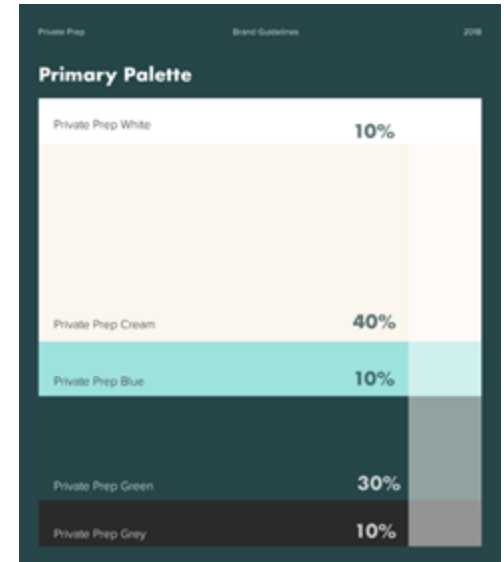 Private Prep Brand Guidelines 2018
Primary Palette
Private Prep White 10%
Private Prep Cream 40%
Private Prep Blue 10%
Private Prep Green 30%
Private Prep Grey 10%